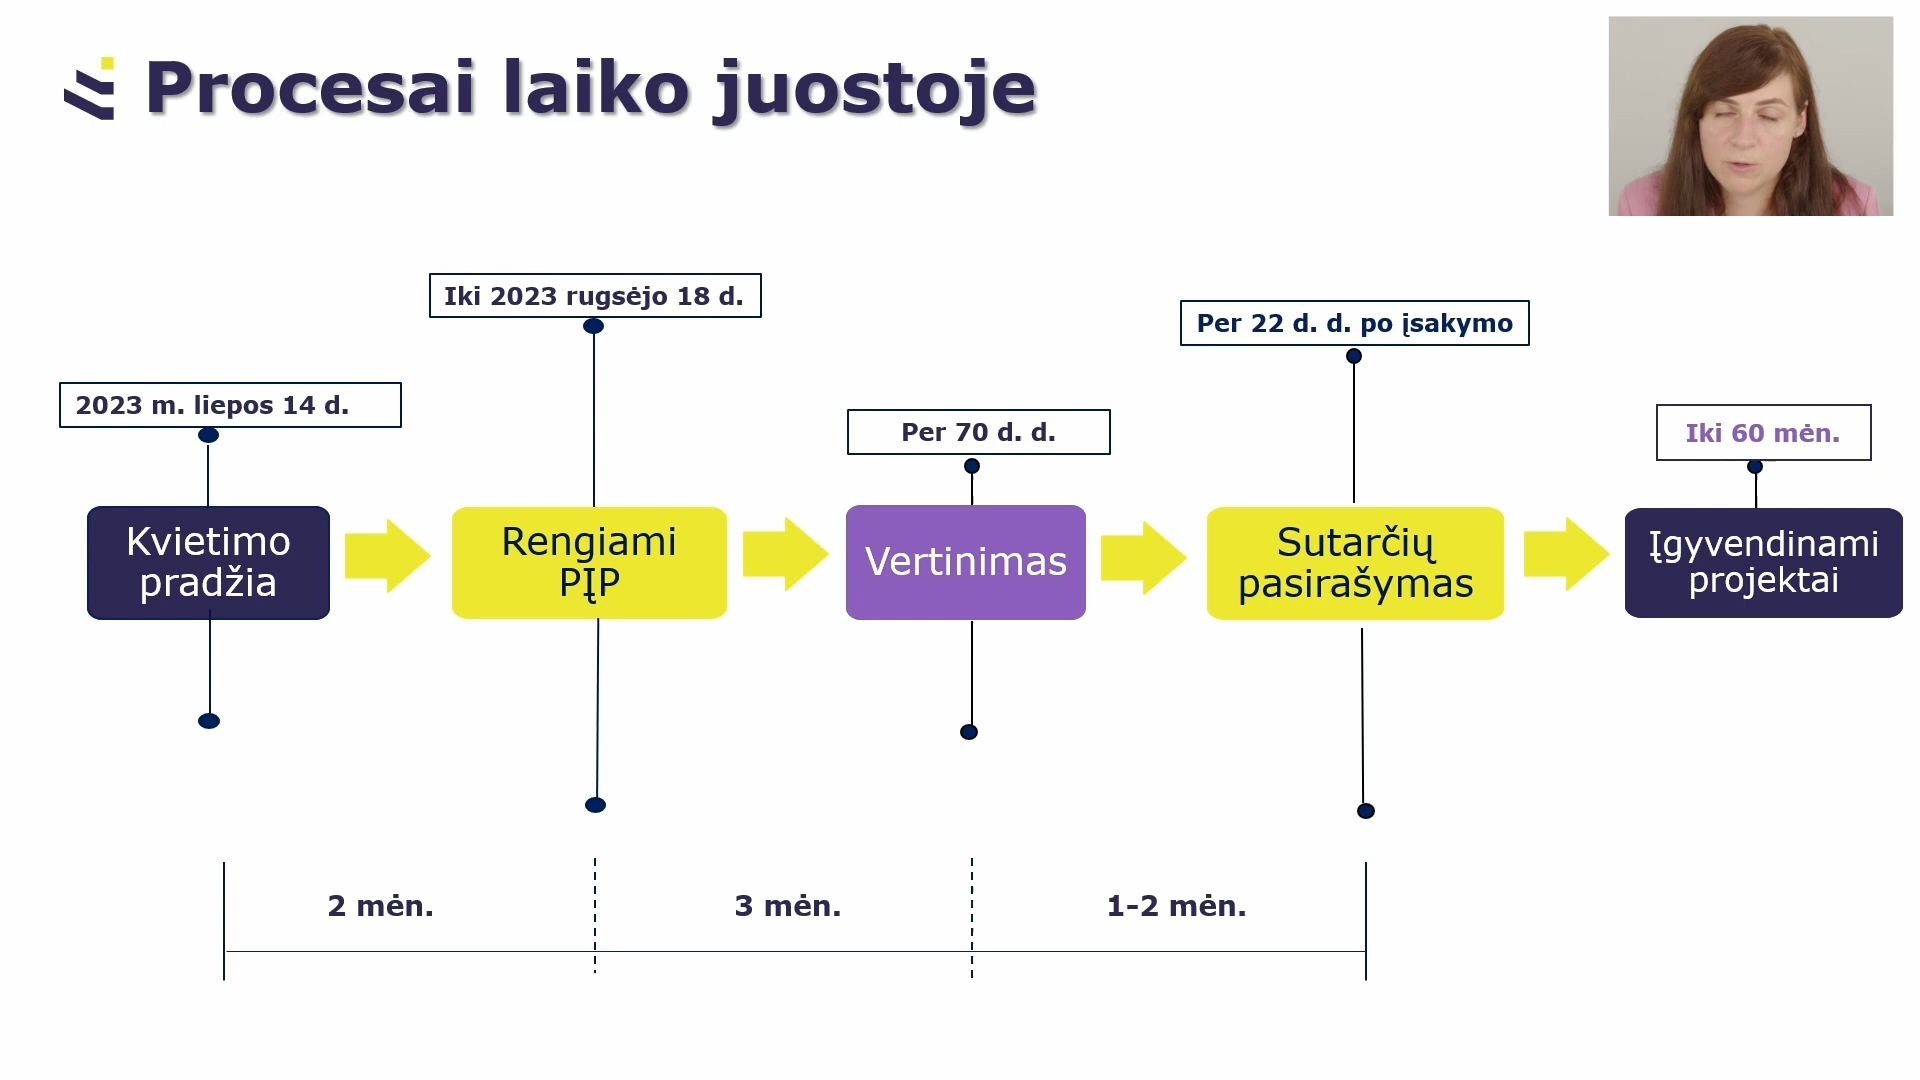 Procesai laiko juostoje
Iki 2023 rugsėjo 18 d.
Per 22 d. d. po įsakymo
2023 m. liepos 14 d.
Per 70 d. d.
Iki 60 mėn.
Kvietimo
pradžia
Rengiami
PĮP
Vertinimas
Sutarčių
pasirašymas
Įgyvendinami
projektai
2 mėn.
3 mėn.
1-2 mėn.